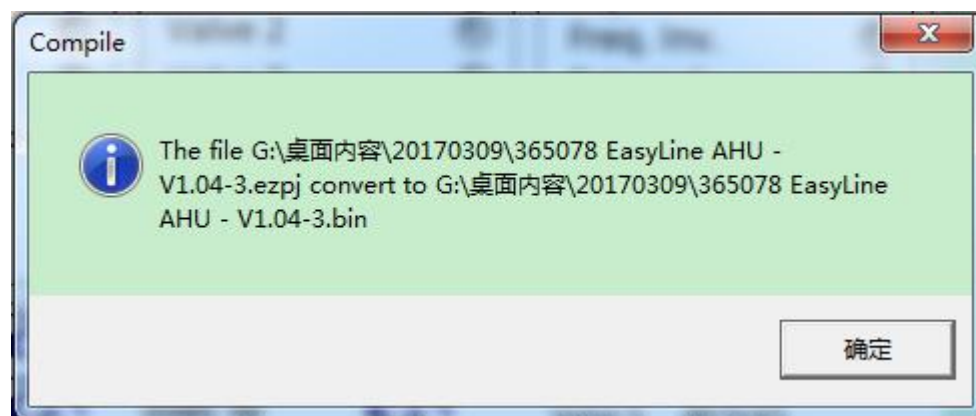 Compile
The file G:\桌面内容\20170309\365078 EasyLine AHU -
V1.04-3.ezpj convert to G:\桌面内容\20170309\365078 EasyLine
AHU - V1.04-3.bin
确定